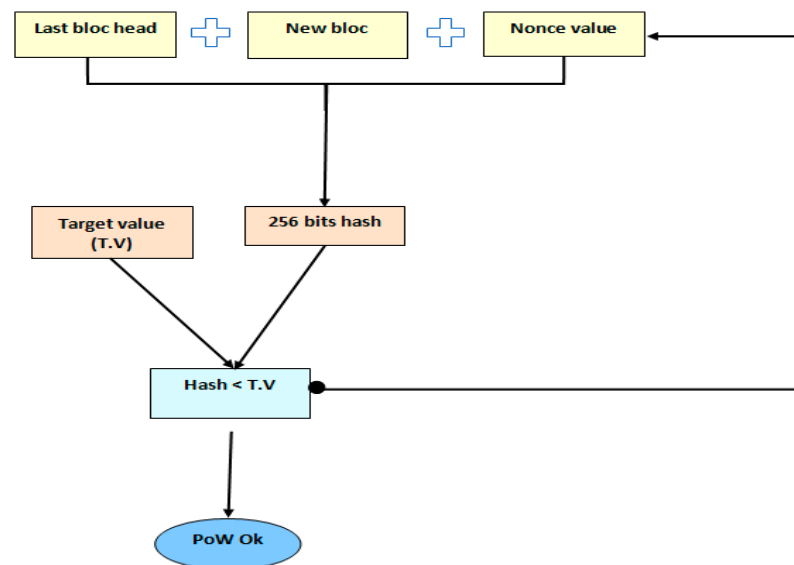 Last bloc head
New bloc
Nonce value
Target value
(T.V)
256 bits hash
Hash < T.V
PoW Ok